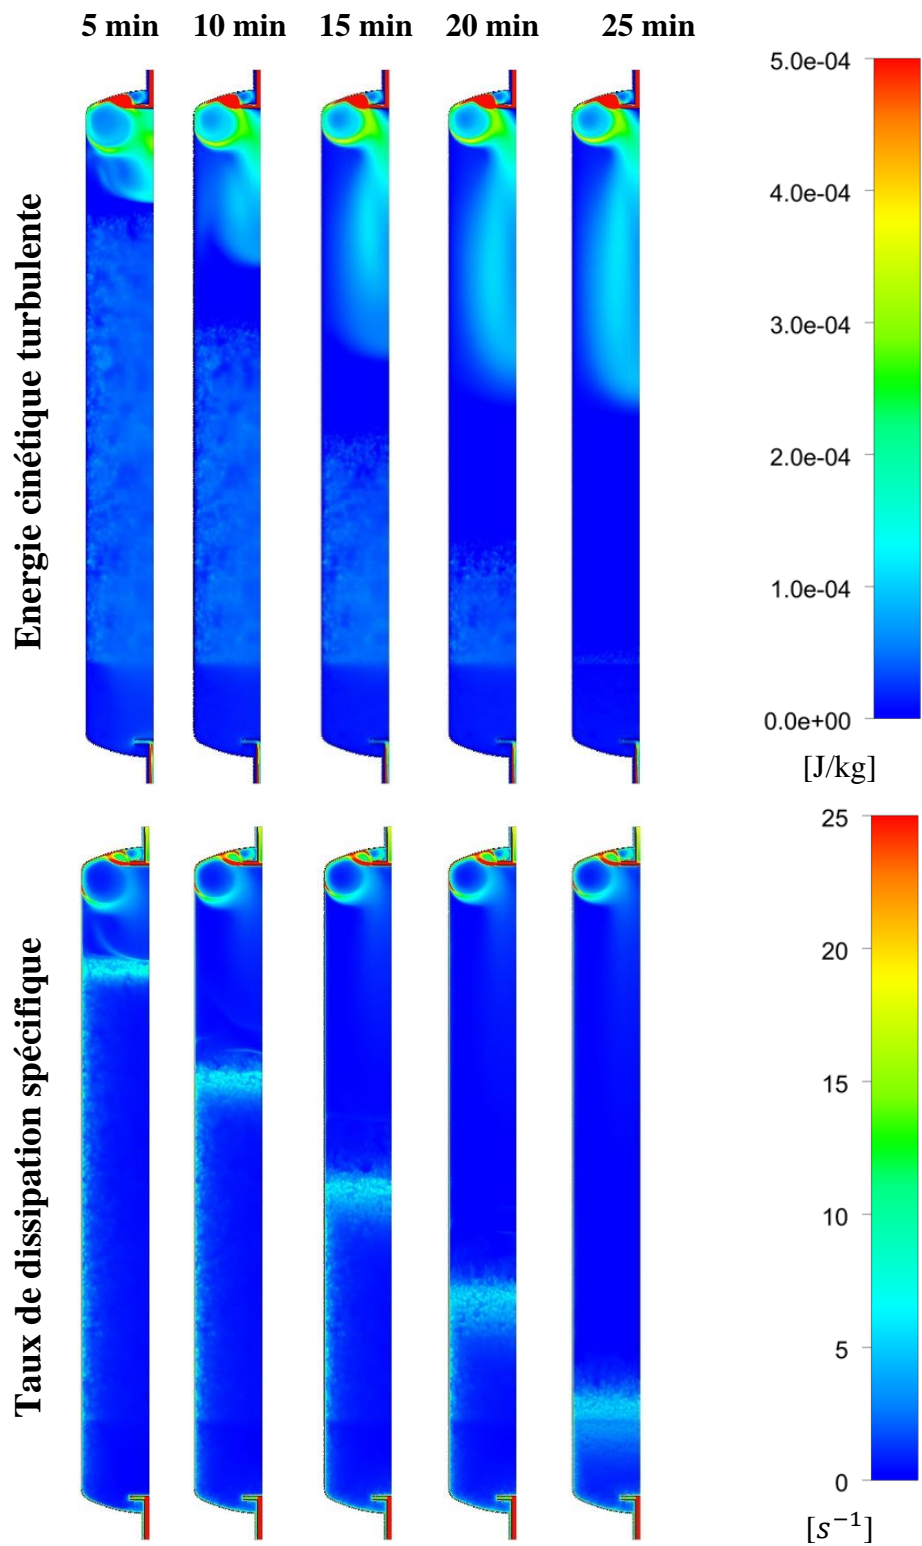 5 min 10 min 15 min 20 min 25 min
Energie cinétique turbulente
5.0e-04
4.0e-04
3.0e-04
2.0e-04
1.0e-04
0.0e+00
[J/kg]
Taux de dissipation spécifique
25
20
15
10
5
0
[s⁻¹]